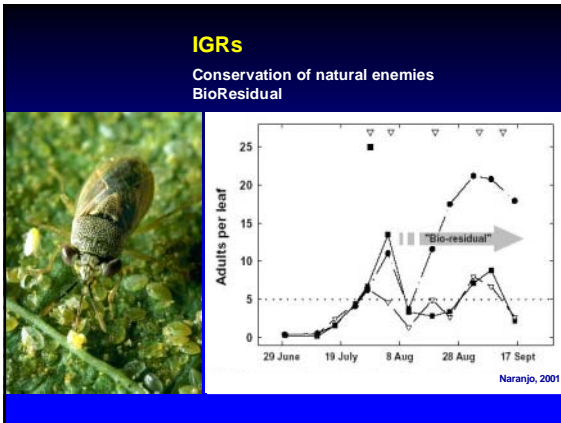 IGRs
Conservation of natural enemies
BioResidual
25
20
15
10
5
0
Adults per leaf
"Bio-residual"
29 June 19 July 8 Aug 28 Aug 17 Sept
Naranjo, 2001